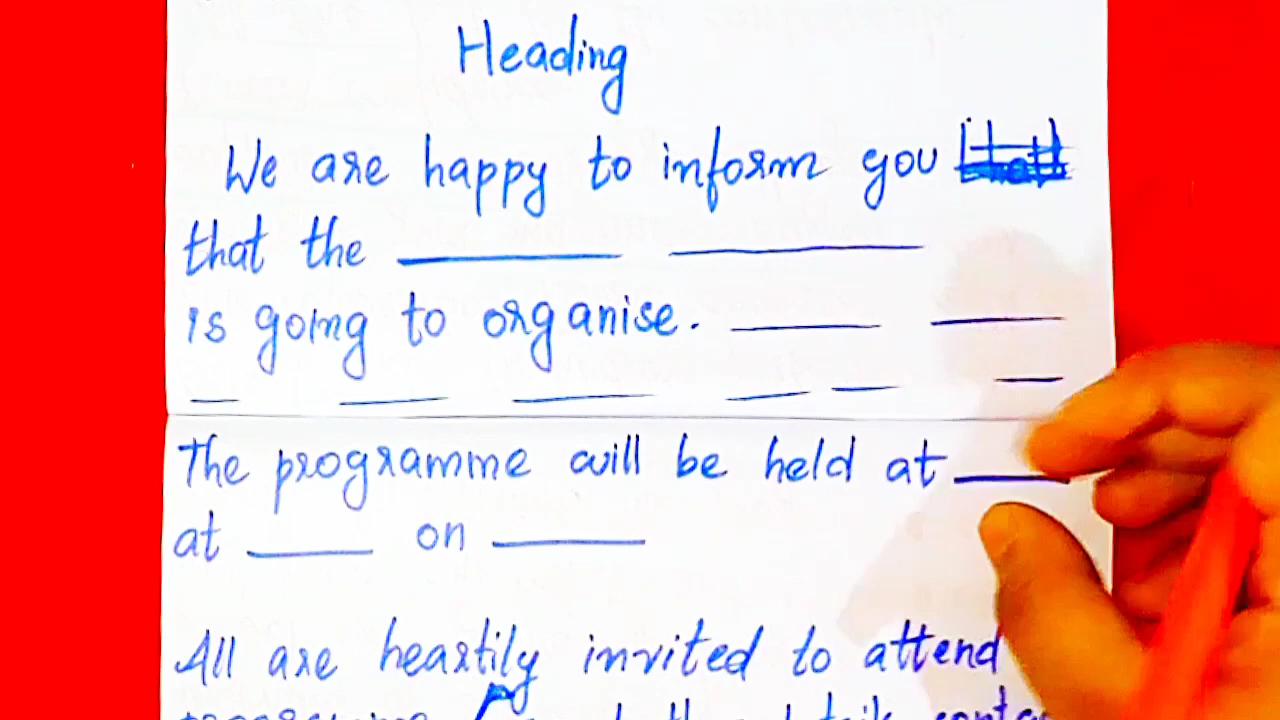 Heading
We are happy to inform you
that the
is going to organise.
The programme will be held at
at on
All are heartily invited to attend
programme